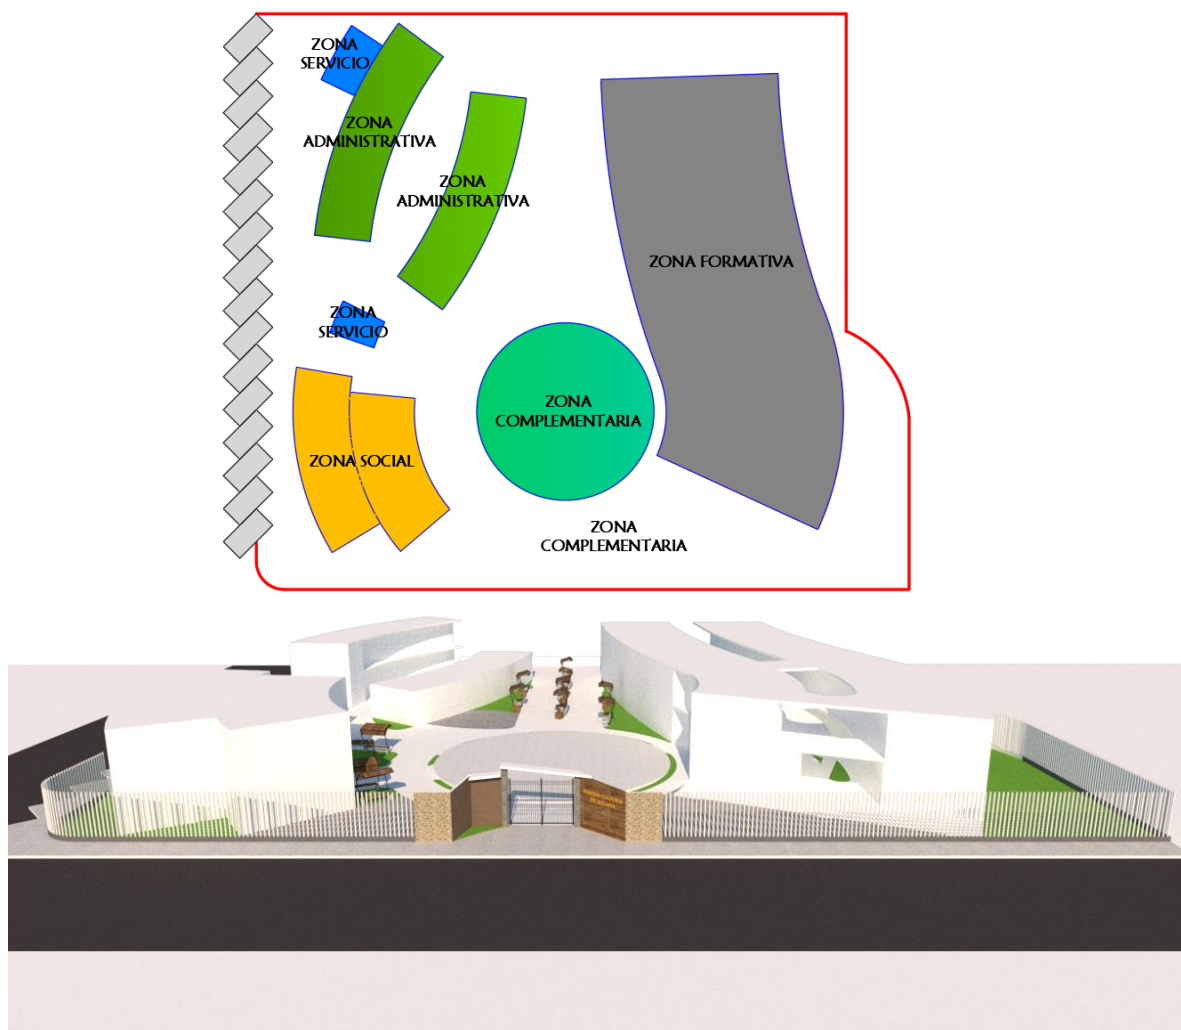 ZONA
SERVICIO
ZONA
ADMINISTRATIVA
ZONA
ADMINISTRATIVA
ZONA FORMATIVA
ZONA
SERVICIO
ZONA
COMPLEMENTARIA
ZONA SOCIAL
ZONA
COMPLEMENTARIA